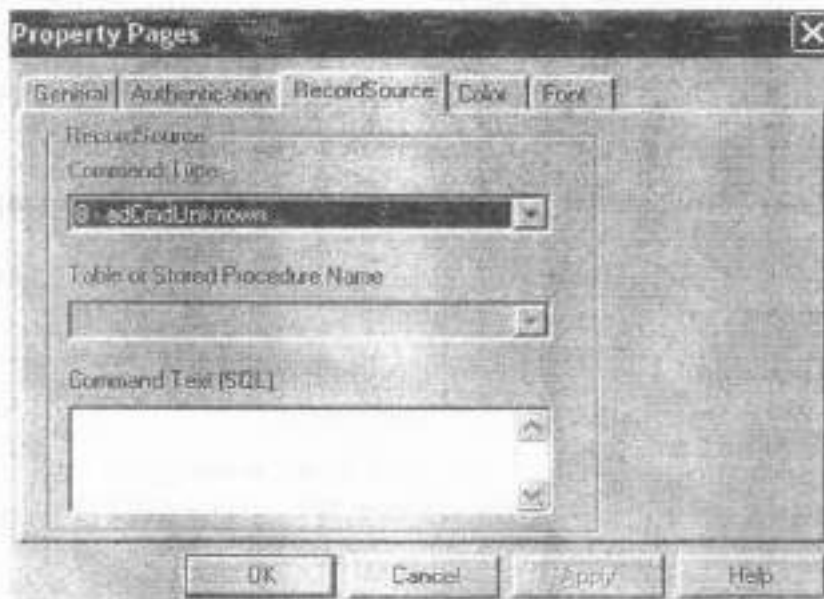 Property Pages
General Authentication RecordSource Color Font
RecordSource
Command Type
8 - adCmdUnknown
Table or Stored Procedure Name
Command Text (SQL)
OK Cancel Apply Help